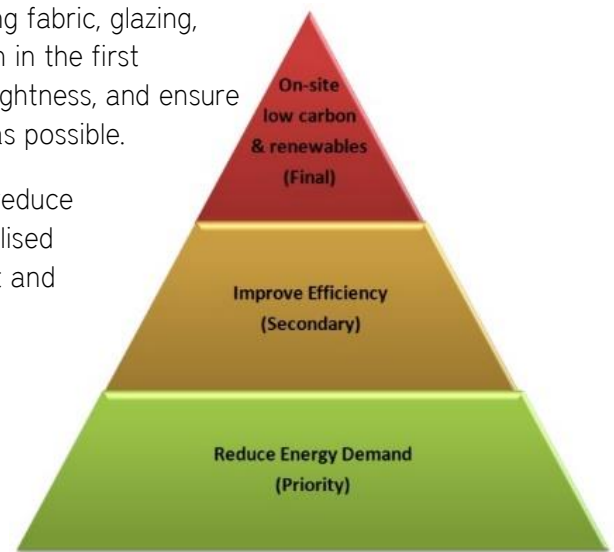 ng fabric, glazing,
n in the first
ghtness, and ensure
as possible.
educe
lised
t and
On-site
low carbon
& renewables
(Final)
Improve Efficiency
(Secondary)
Reduce Energy Demand
(Priority)